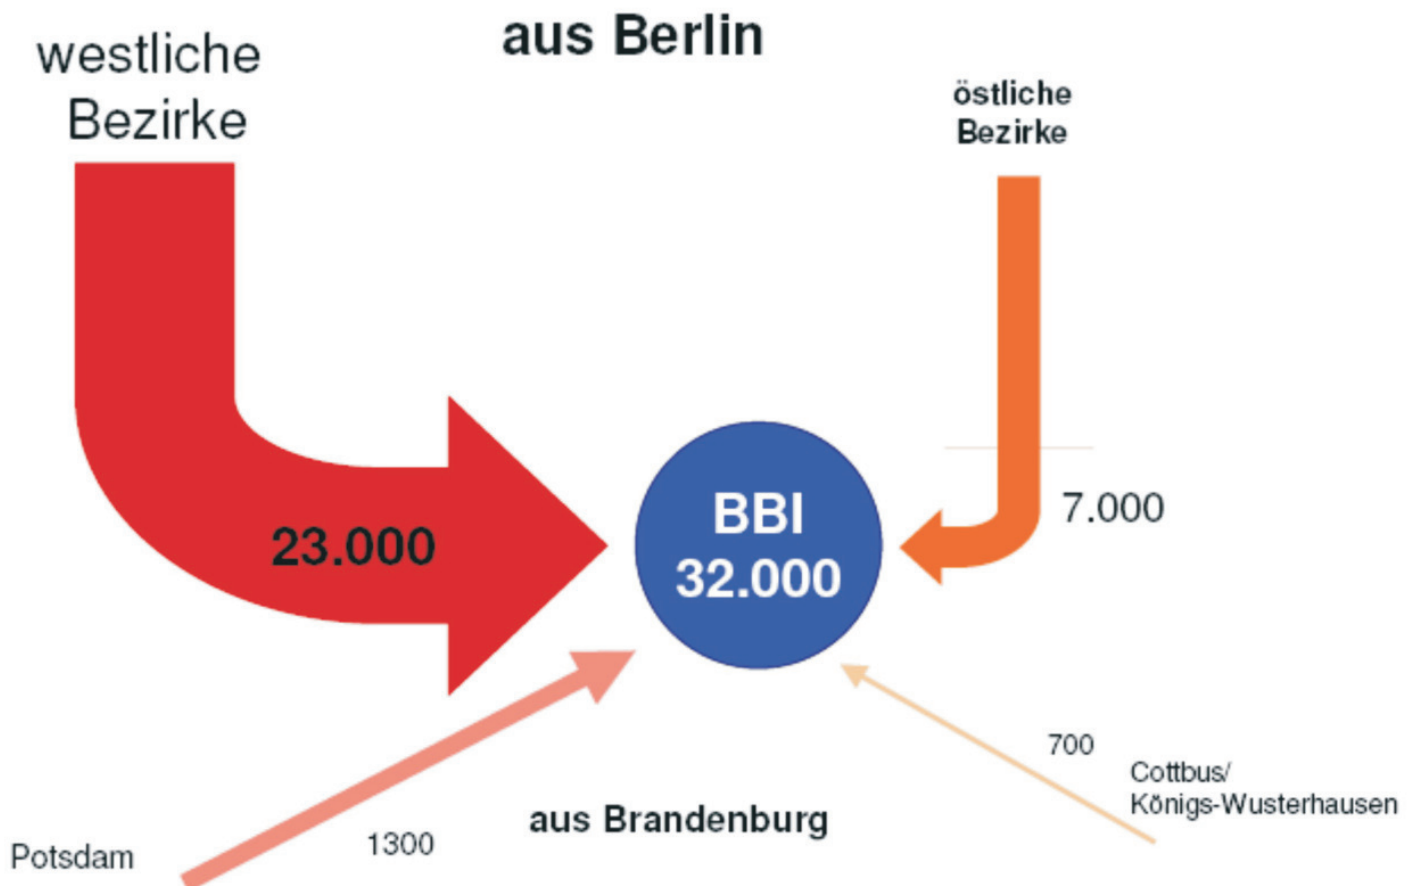 aus Berlin
westliche
Bezirke
östliche
Bezirke
23.000
BBI
32.000
7.000
700
Cottbus/
Königs-Wusterhausen
aus Brandenburg
1300
Potsdam